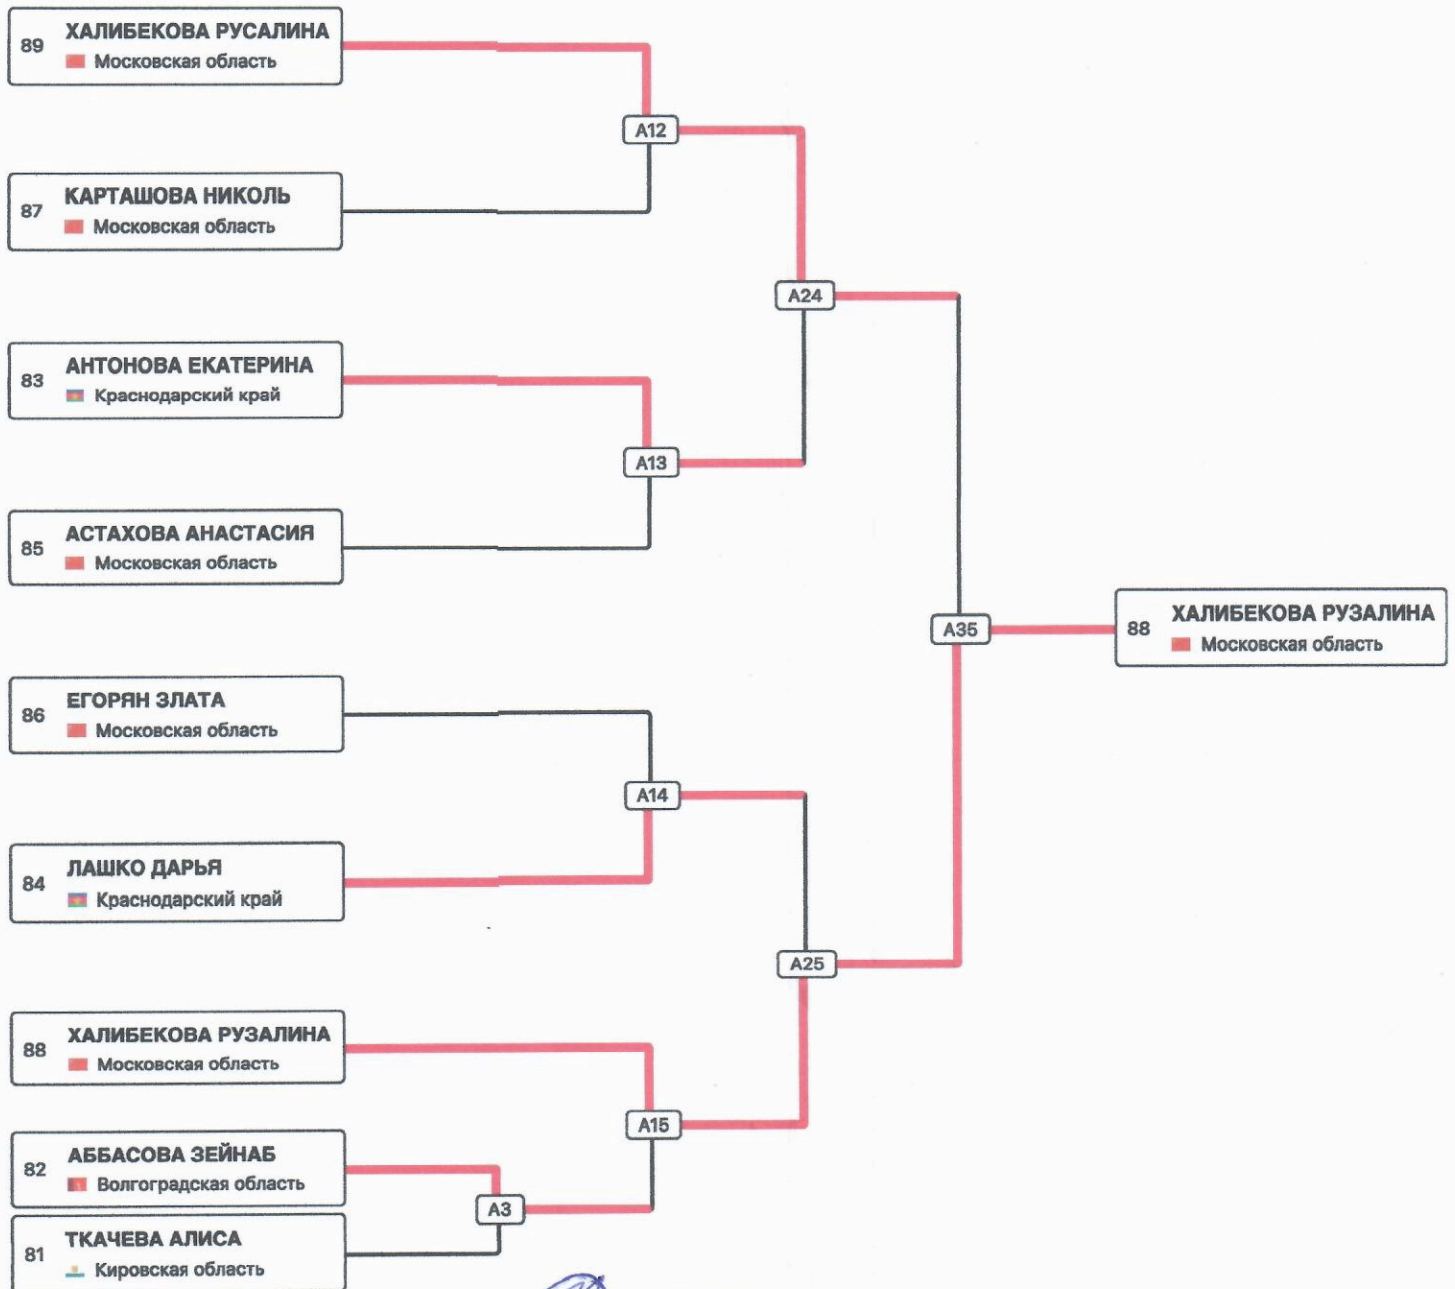 89
ХАЛИБЕКОВА РУСАЛИНА
Московская область
A12
87
КАРТАШОВА НИКОЛЬ
Московская область
A24
83
АНТОНОВА ЕКАТЕРИНА
Краснодарский край
A13
85
АСТАХОВА АНАСТАСИЯ
Московская область
A35
88
ХАЛИБЕКОВА РУЗАЛИНА
Московская область
86
ЕГОРЯН ЗЛАТА
Московская область
A14
84
ЛАШКО ДАРЬЯ
Краснодарский край
A25
88
ХАЛИБЕКОВА РУЗАЛИНА
Московская область
A15
82
АББАСОВА ЗЕЙНАБ
Волгоградская область
A3
81
ТКАЧЕВА АЛИСА
Кировская область